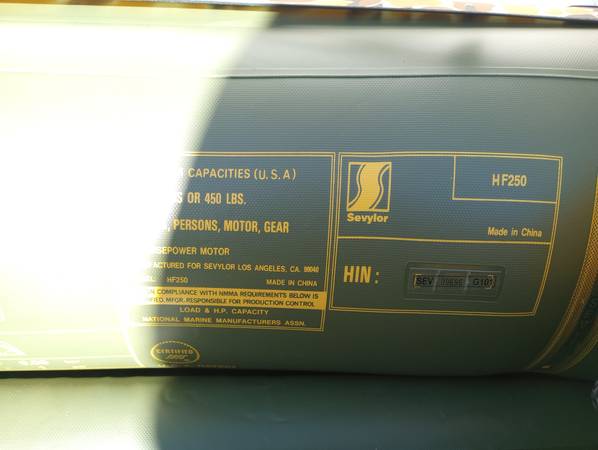 CAPACITIES (U.S.A)
OR 450 LBS.
PERSONS, MOTOR, GEAR
MOTOR
FOR SEVYLOR LOS ANGELES, CA. 90040
HF250 MADE IN CHINA
COMPLIANCE WITH NMMA REQUIREMENTS BELOW IS
MFGR. RESPONSIBLE FOR PRODUCTION CONTROL
LOAD & H.P. CAPACITY
NATIONAL MARINE MANUFACTURERS ASSN.
CERTIFIED
Sevylor
HF250
Made in China
HIN:
SEV G101